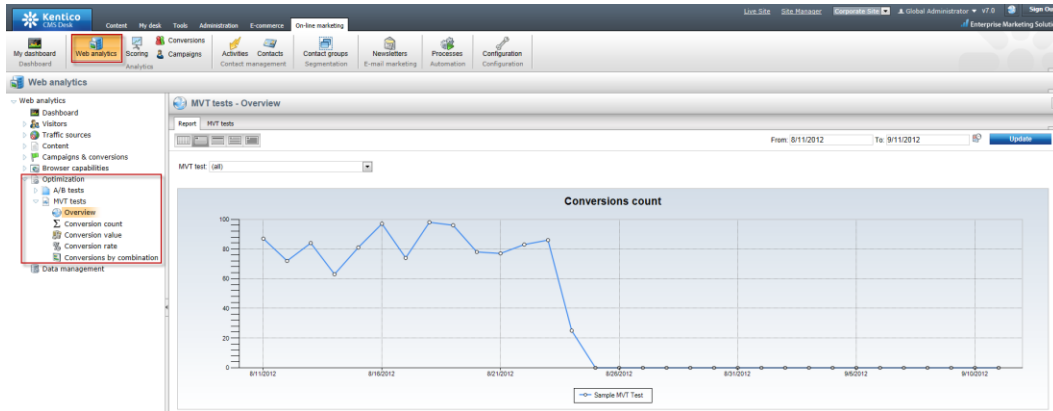 Kentico
CMS Desk
Content My desk Tools Administration E-commerce On-line marketing
Live Site Site Manager Corporate Site Global Administrator v7.0 Sign Ou
Enterprise Marketing Soluti
My dashboard
Dashboard
Web analytics Scoring Conversions Campaigns
Analytics
Activities Contacts
Contact management
Contact groups
Segmentation
Newsletters
E-mail marketing
Processes
Automation
Configuration
Configuration
Web analytics
Web analytics
Dashboard
Visitors
Traffic sources
Content
Campaigns & conversions
Browser capabilities
Optimization
A/B tests
MVT tests
Overview
Σ Conversion count
Conversion value
% Conversion rate
Conversions by combination
Data management
MVT tests - Overview
Report MVT tests
From: 8/11/2012 To: 9/11/2012 Update
MVT test: (all)
Conversions count
100
80
60
40
20
0
8/11/2012 8/16/2012 8/21/2012 8/26/2012 8/31/2012 9/5/2012 9/10/2012
Sample MVT Test